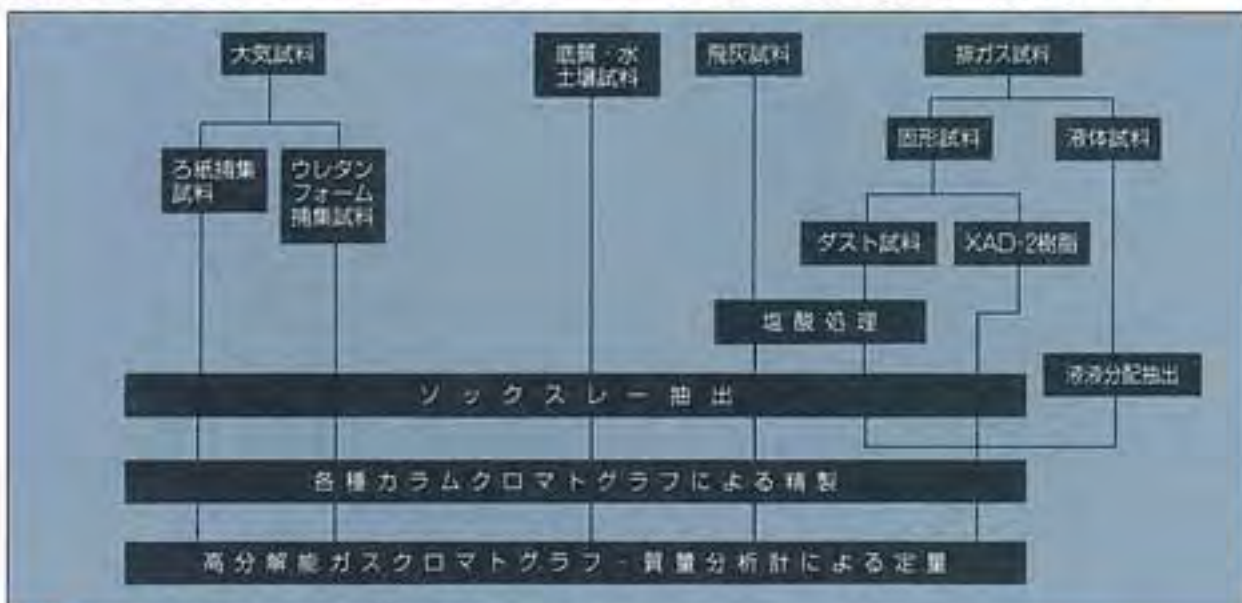 大気試料
底質・水
土壌試料
飛灰試料
排ガス試料
固形試料
液体試料
ろ紙捕集
試料
ウレタン
フォーム
捕集試料
ダスト試料
XAD-2樹脂
塩酸処理
液液分配抽出
ソックスレー抽出
各種カラムクロマトグラフによる精製
高分解能ガスクロマトグラフ-質量分析計による定量